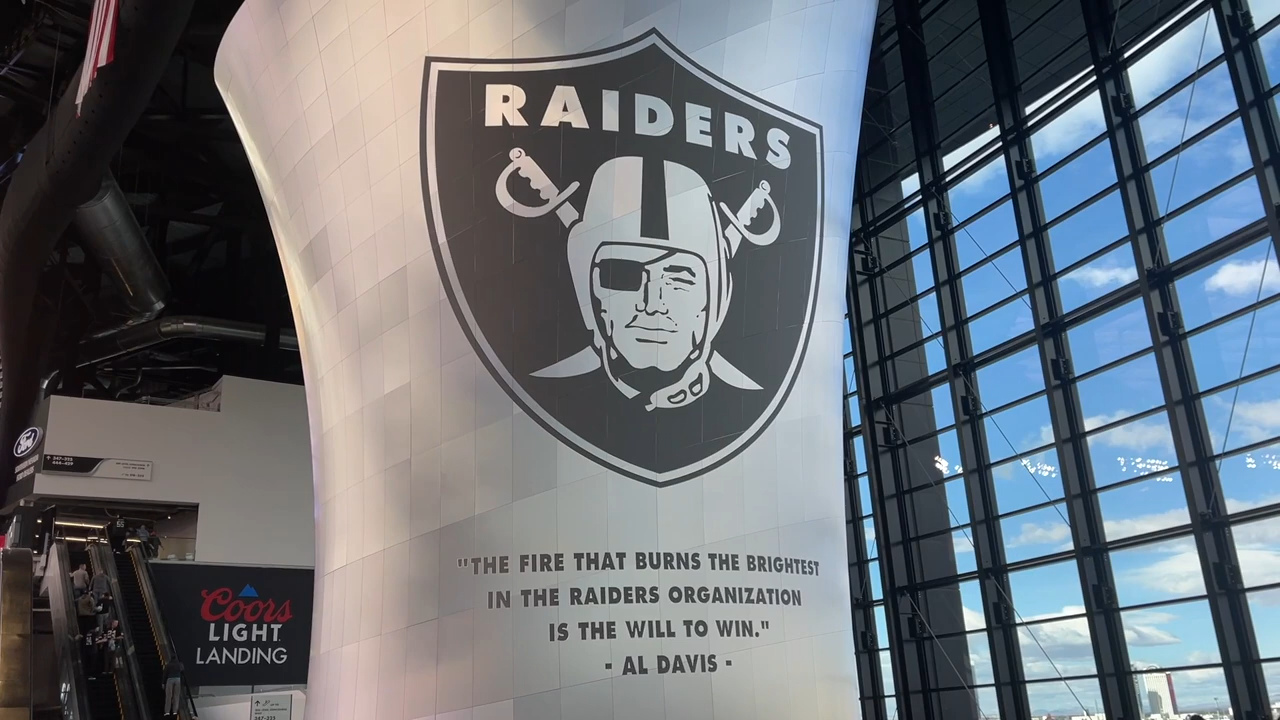 RAIDERS
"THE FIRE THAT BURNS THE BRIGHTEST
IN THE RAIDERS ORGANIZATION
IS THE WILL TO WIN."
- AL DAVIS -
Ford
Coors
LIGHT
LANDING